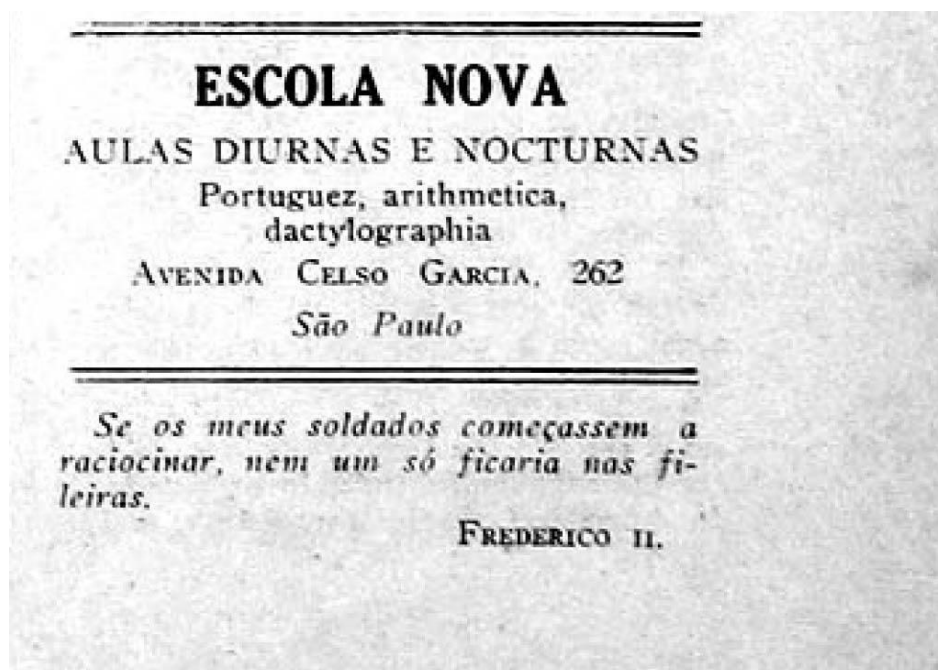 ESCOLA NOVA
AULAS DIURNAS E NOCTURNAS
Portuguez, arithmetica,
dactylographia
AVENIDA CELSO GARCIA, 262
São Paulo
Se os meus soldados começassem a
raciocinar, nem um só ficaria nas fi-
leiras.
FREDERICO II.